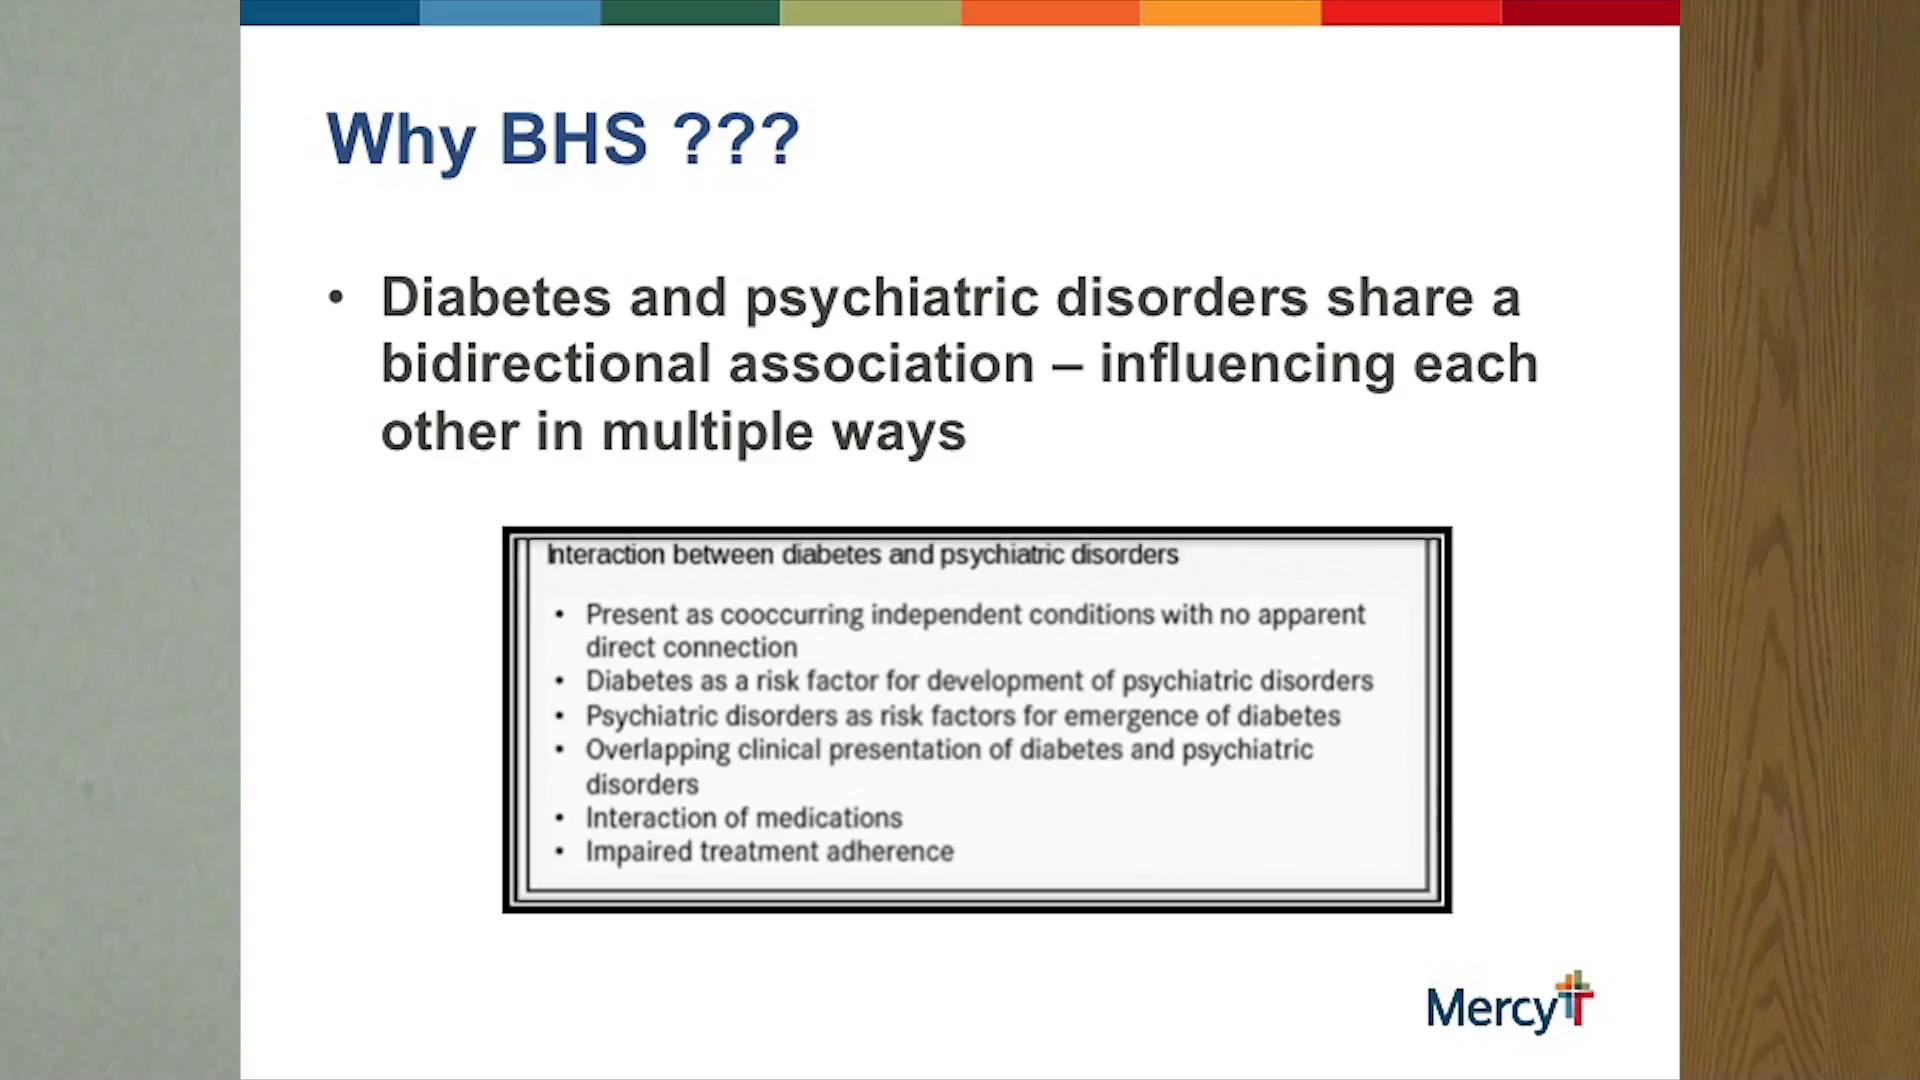 Why BHS ???
• Diabetes and psychiatric disorders share a
bidirectional association – influencing each
other in multiple ways
Interaction between diabetes and psychiatric disorders
• Present as cooccurring independent conditions with no apparent
direct connection
• Diabetes as a risk factor for development of psychiatric disorders
• Psychiatric disorders as risk factors for emergence of diabetes
• Overlapping clinical presentation of diabetes and psychiatric
disorders
• Interaction of medications
• Impaired treatment adherence
Mercy